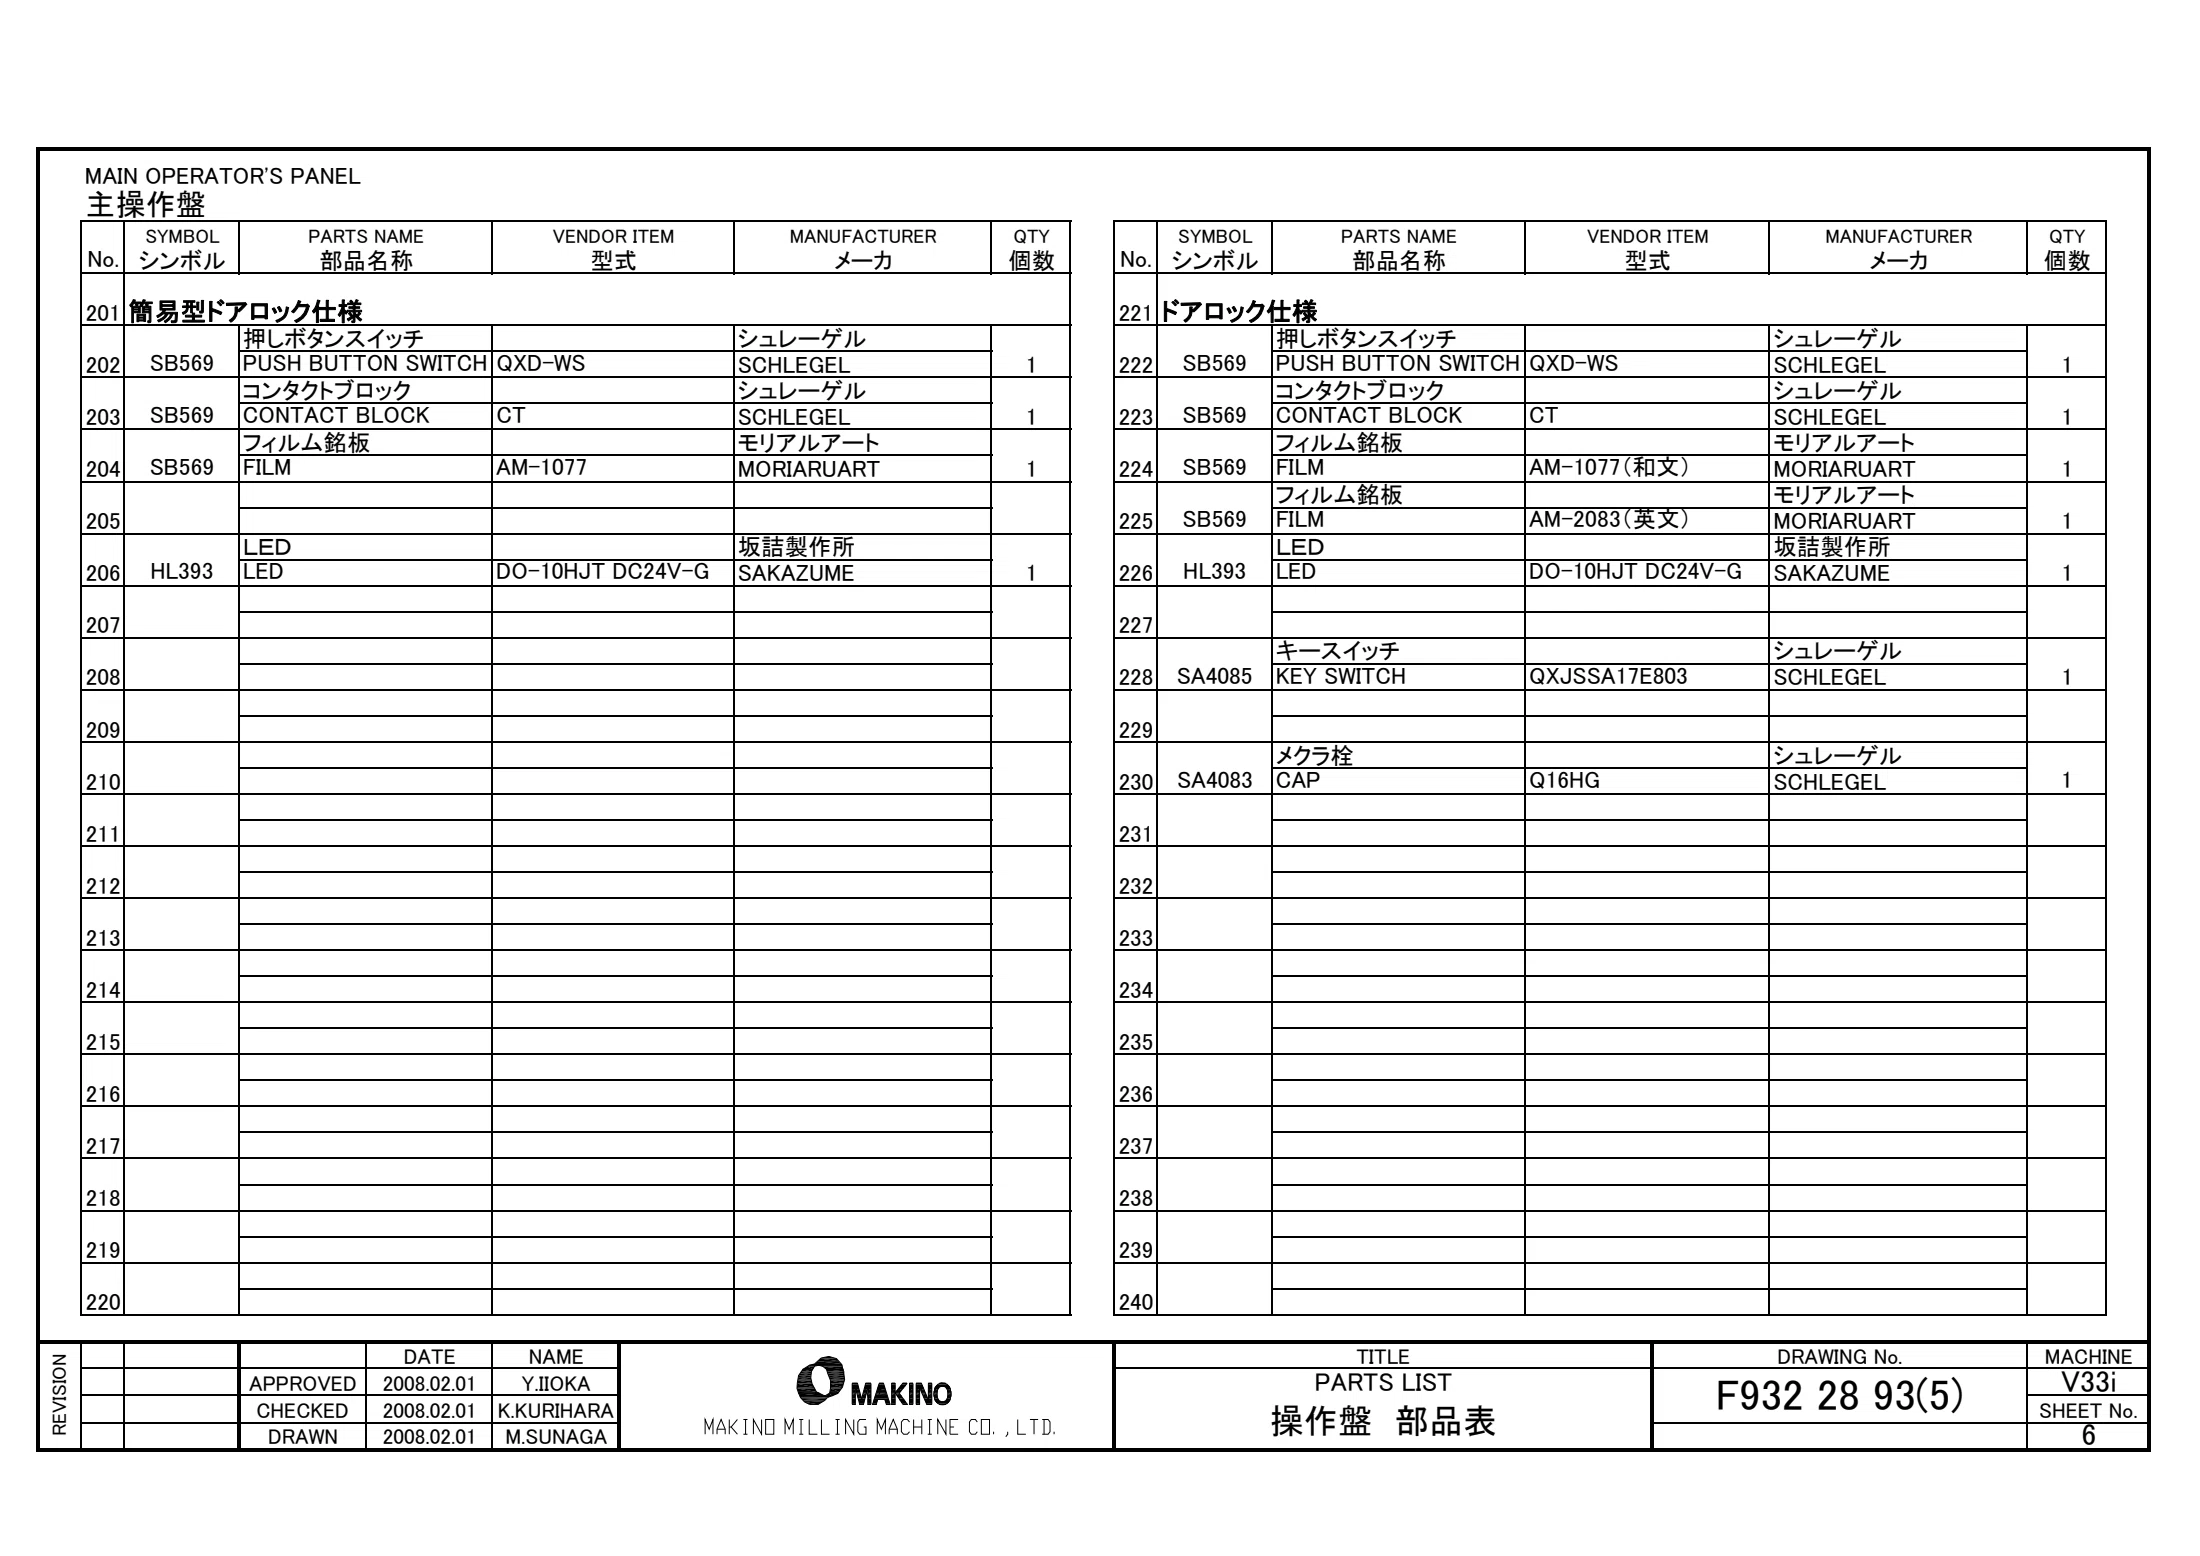 MAIN OPERATOR'S PANEL
主操作盤
No. SYMBOL PARTS NAME VENDOR ITEM MANUFACTURER QTY
シンボル 部品名称 型式 メーカ 個数
201 簡易型ドアロック仕様
押しボタンスイッチ シュレーゲル
202 SB569 PUSH BUTTON SWITCH QXD-WS SCHLEGEL 1
コンタクトブロック シュレーゲル
203 SB569 CONTACT BLOCK CT SCHLEGEL 1
フィルム銘板 モリアルアート
204 SB569 FILM AM-1077 MORIARUART 1
205
LED 坂詰製作所
206 HL393 LED DO-10HJT DC24V-G SAKAZUME 1
207
208
209
210
211
212
213
214
215
216
217
218
219
220
No. SYMBOL PARTS NAME VENDOR ITEM MANUFACTURER QTY
シンボル 部品名称 型式 メーカ 個数
221 ドアロック仕様
押しボタンスイッチ シュレーゲル
222 SB569 PUSH BUTTON SWITCH QXD-WS SCHLEGEL 1
コンタクトブロック シュレーゲル
223 SB569 CONTACT BLOCK CT SCHLEGEL 1
フィルム銘板 モリアルアート
224 SB569 FILM AM-1077(和文) MORIARUART 1
フィルム銘板 モリアルアート
225 SB569 FILM AM-2083(英文) MORIARUART 1
LED 坂詰製作所
226 HL393 LED DO-10HJT DC24V-G SAKAZUME 1
227
キースイッチ シュレーゲル
228 SA4085 KEY SWITCH QXJSSA17E803 SCHLEGEL 1
229
メクラ栓 シュレーゲル
230 SA4083 CAP Q16HG SCHLEGEL 1
231
232
233
234
235
236
237
238
239
240
REVISION
DATE NAME
APPROVED 2008.02.01 Y.IIOKA
CHECKED 2008.02.01 K.KURIHARA
DRAWN 2008.02.01 M.SUNAGA
MAKINO
MAKINO MILLING MACHINE CO. , LTD.
TITLE
PARTS LIST
操作盤 部品表
DRAWING No.
F932 28 93(5)
MACHINE
V33i
SHEET No.
6